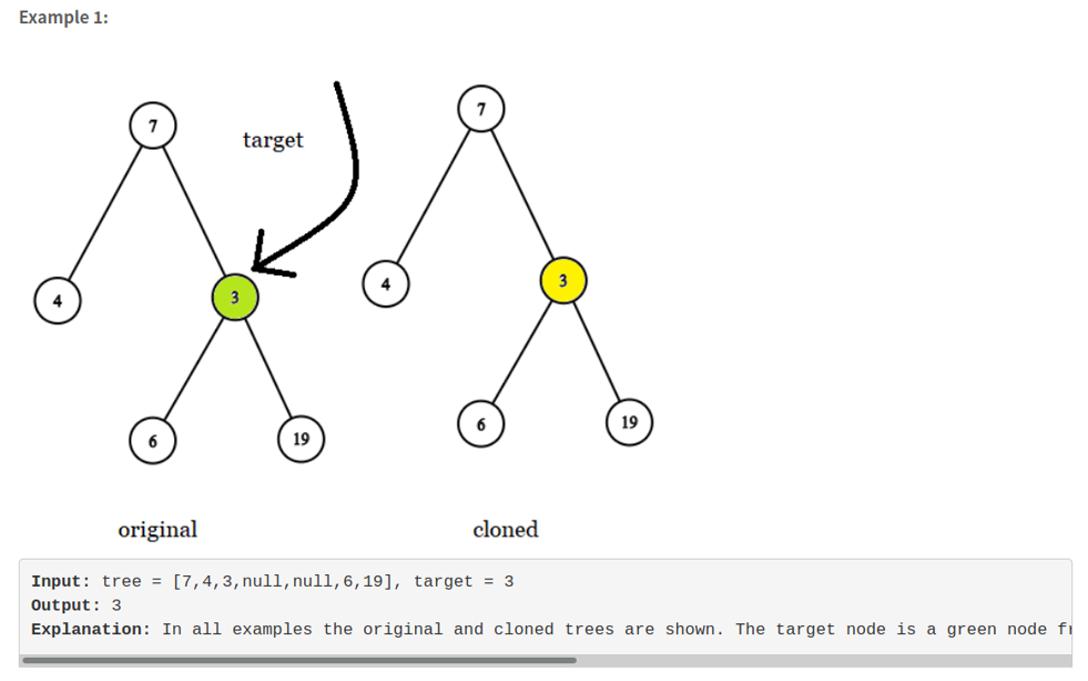 Example 1:
7
target
7
4
3
4
3
6
19
6
19
original
cloned
Input: tree = [7,4,3,null,null,6,19], target = 3
Output: 3
Explanation: In all examples the original and cloned trees are shown. The target node is a green node